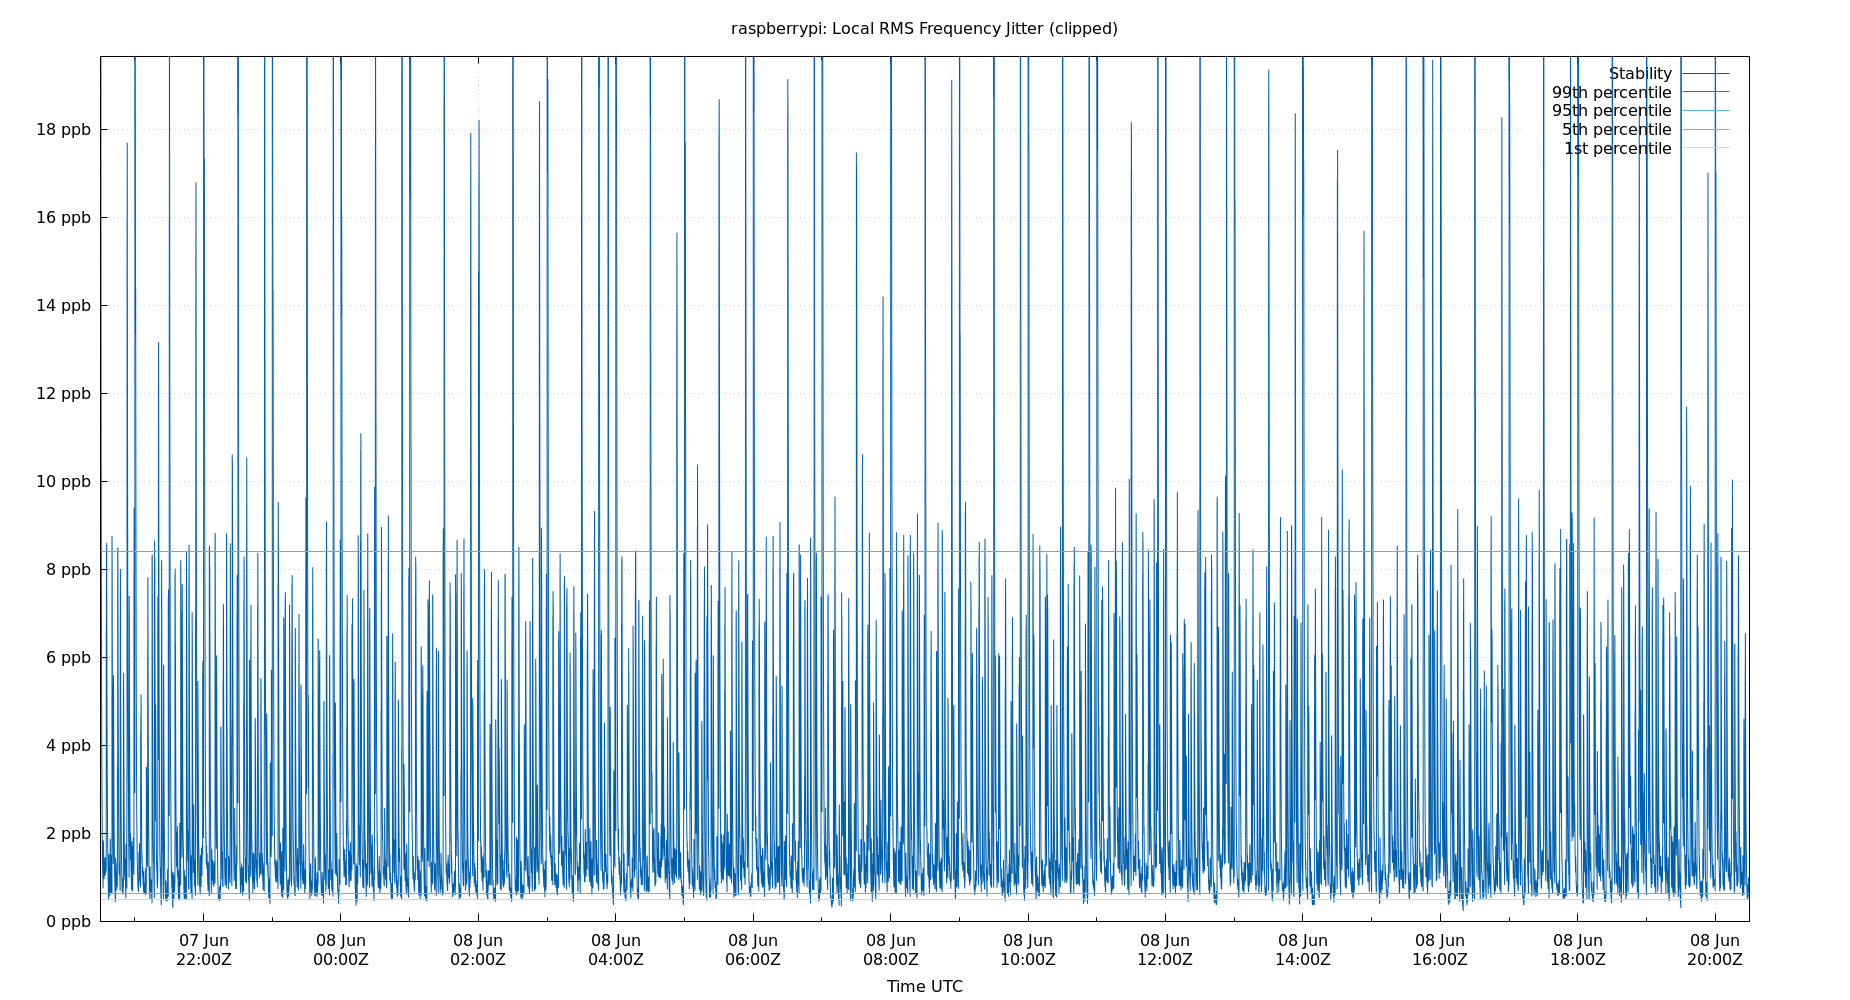 raspberrypi: Local RMS Frequency Jitter (clipped)
Stability
99th percentile
95th percentile
5th percentile
1st percentile
18 ppb
16 ppb
14 ppb
12 ppb
10 ppb
8 ppb
6 ppb
4 ppb
2 ppb
0 ppb
07 Jun 08 Jun 08 Jun 08 Jun 08 Jun 08 Jun 08 Jun 08 Jun 08 Jun 08 Jun 08 Jun 08 Jun
22:00Z 00:00Z 02:00Z 04:00Z 06:00Z 08:00Z 10:00Z 12:00Z 14:00Z 16:00Z 18:00Z 20:00Z
Time UTC